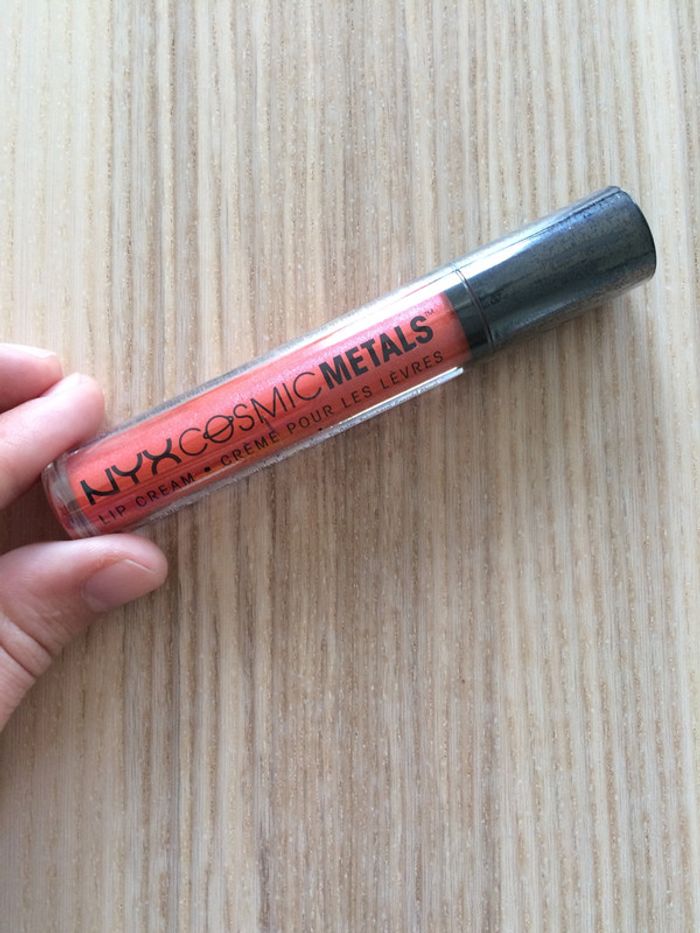 NYX COSMIC METALS™
LIP CREAM • CRÈME POUR LES LÈVRES